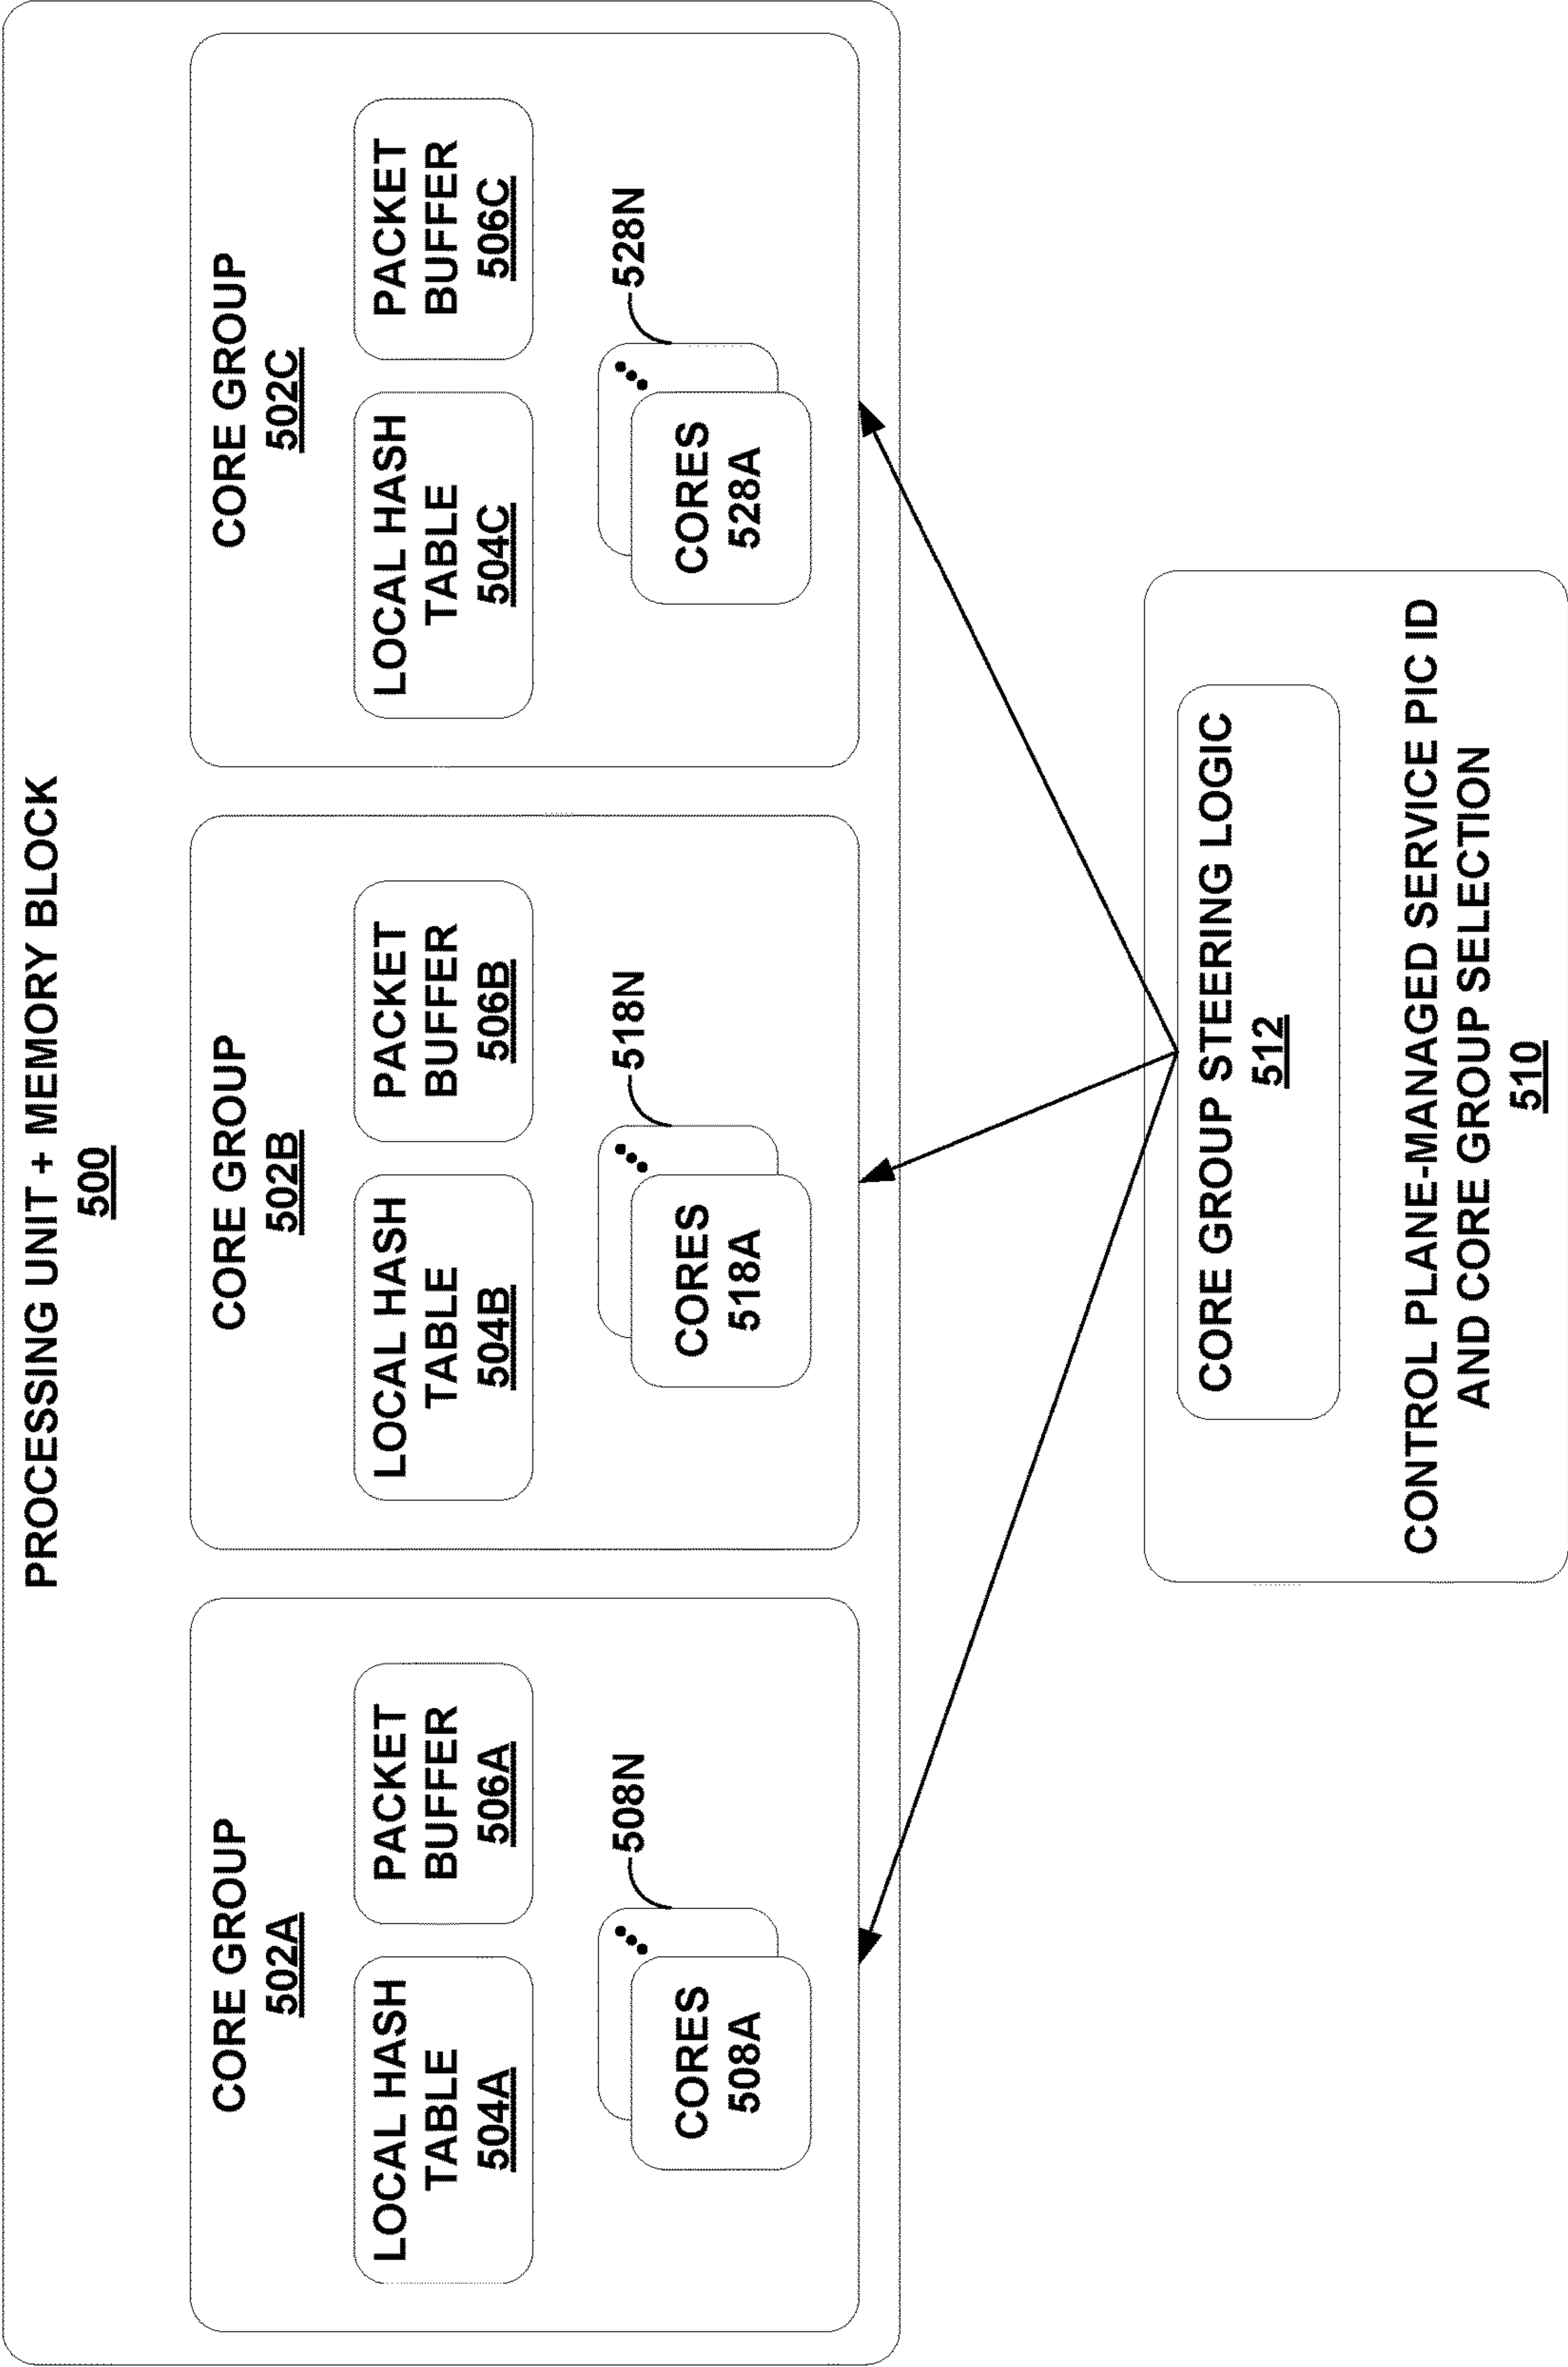 PROCESSING UNIT + MEMORY BLOCK
500
CORE GROUP
502A
LOCAL HASH
TABLE
504A
PACKET
BUFFER
506A
508N
CORES
508A
CORE GROUP
502B
LOCAL HASH
TABLE
504B
PACKET
BUFFER
506B
518N
CORES
518A
CORE GROUP
502C
LOCAL HASH
TABLE
504C
PACKET
BUFFER
506C
528N
CORES
528A
CORE GROUP STEERING LOGIC
512
CONTROL PLANE-MANAGED SERVICE PIC ID
AND CORE GROUP SELECTION
510